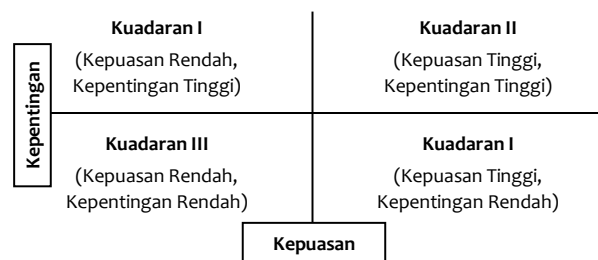 Kuadaran I
(Kepuasan Rendah,
Kepentingan Tinggi)
Kuadaran II
(Kepuasan Tinggi,
Kepentingan Tinggi)
Kepentingan
Kuadaran III
(Kepuasan Rendah,
Kepentingan Rendah)
Kuadaran I
(Kepuasan Tinggi,
Kepentingan Rendah)
Kepuasan